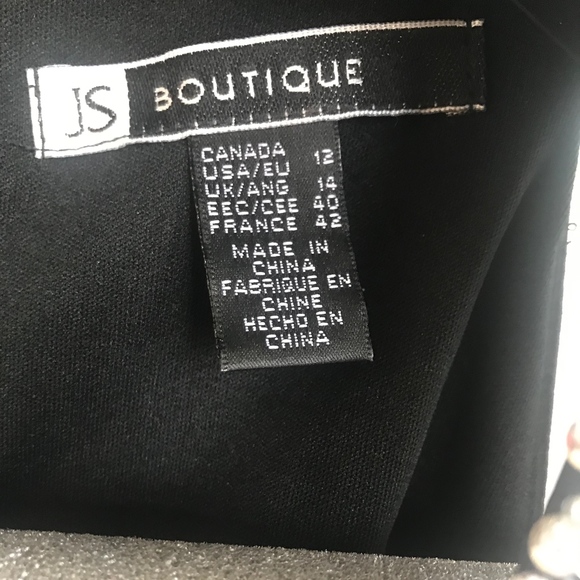 JS BOUTIQUE
CANADA 12
USA/EU
UK/ANG 14
EEC/CEE 40
FRANCE 42
MADE IN
CHINA
FABRIQUE EN
CHINE
HECHO EN
CHINA